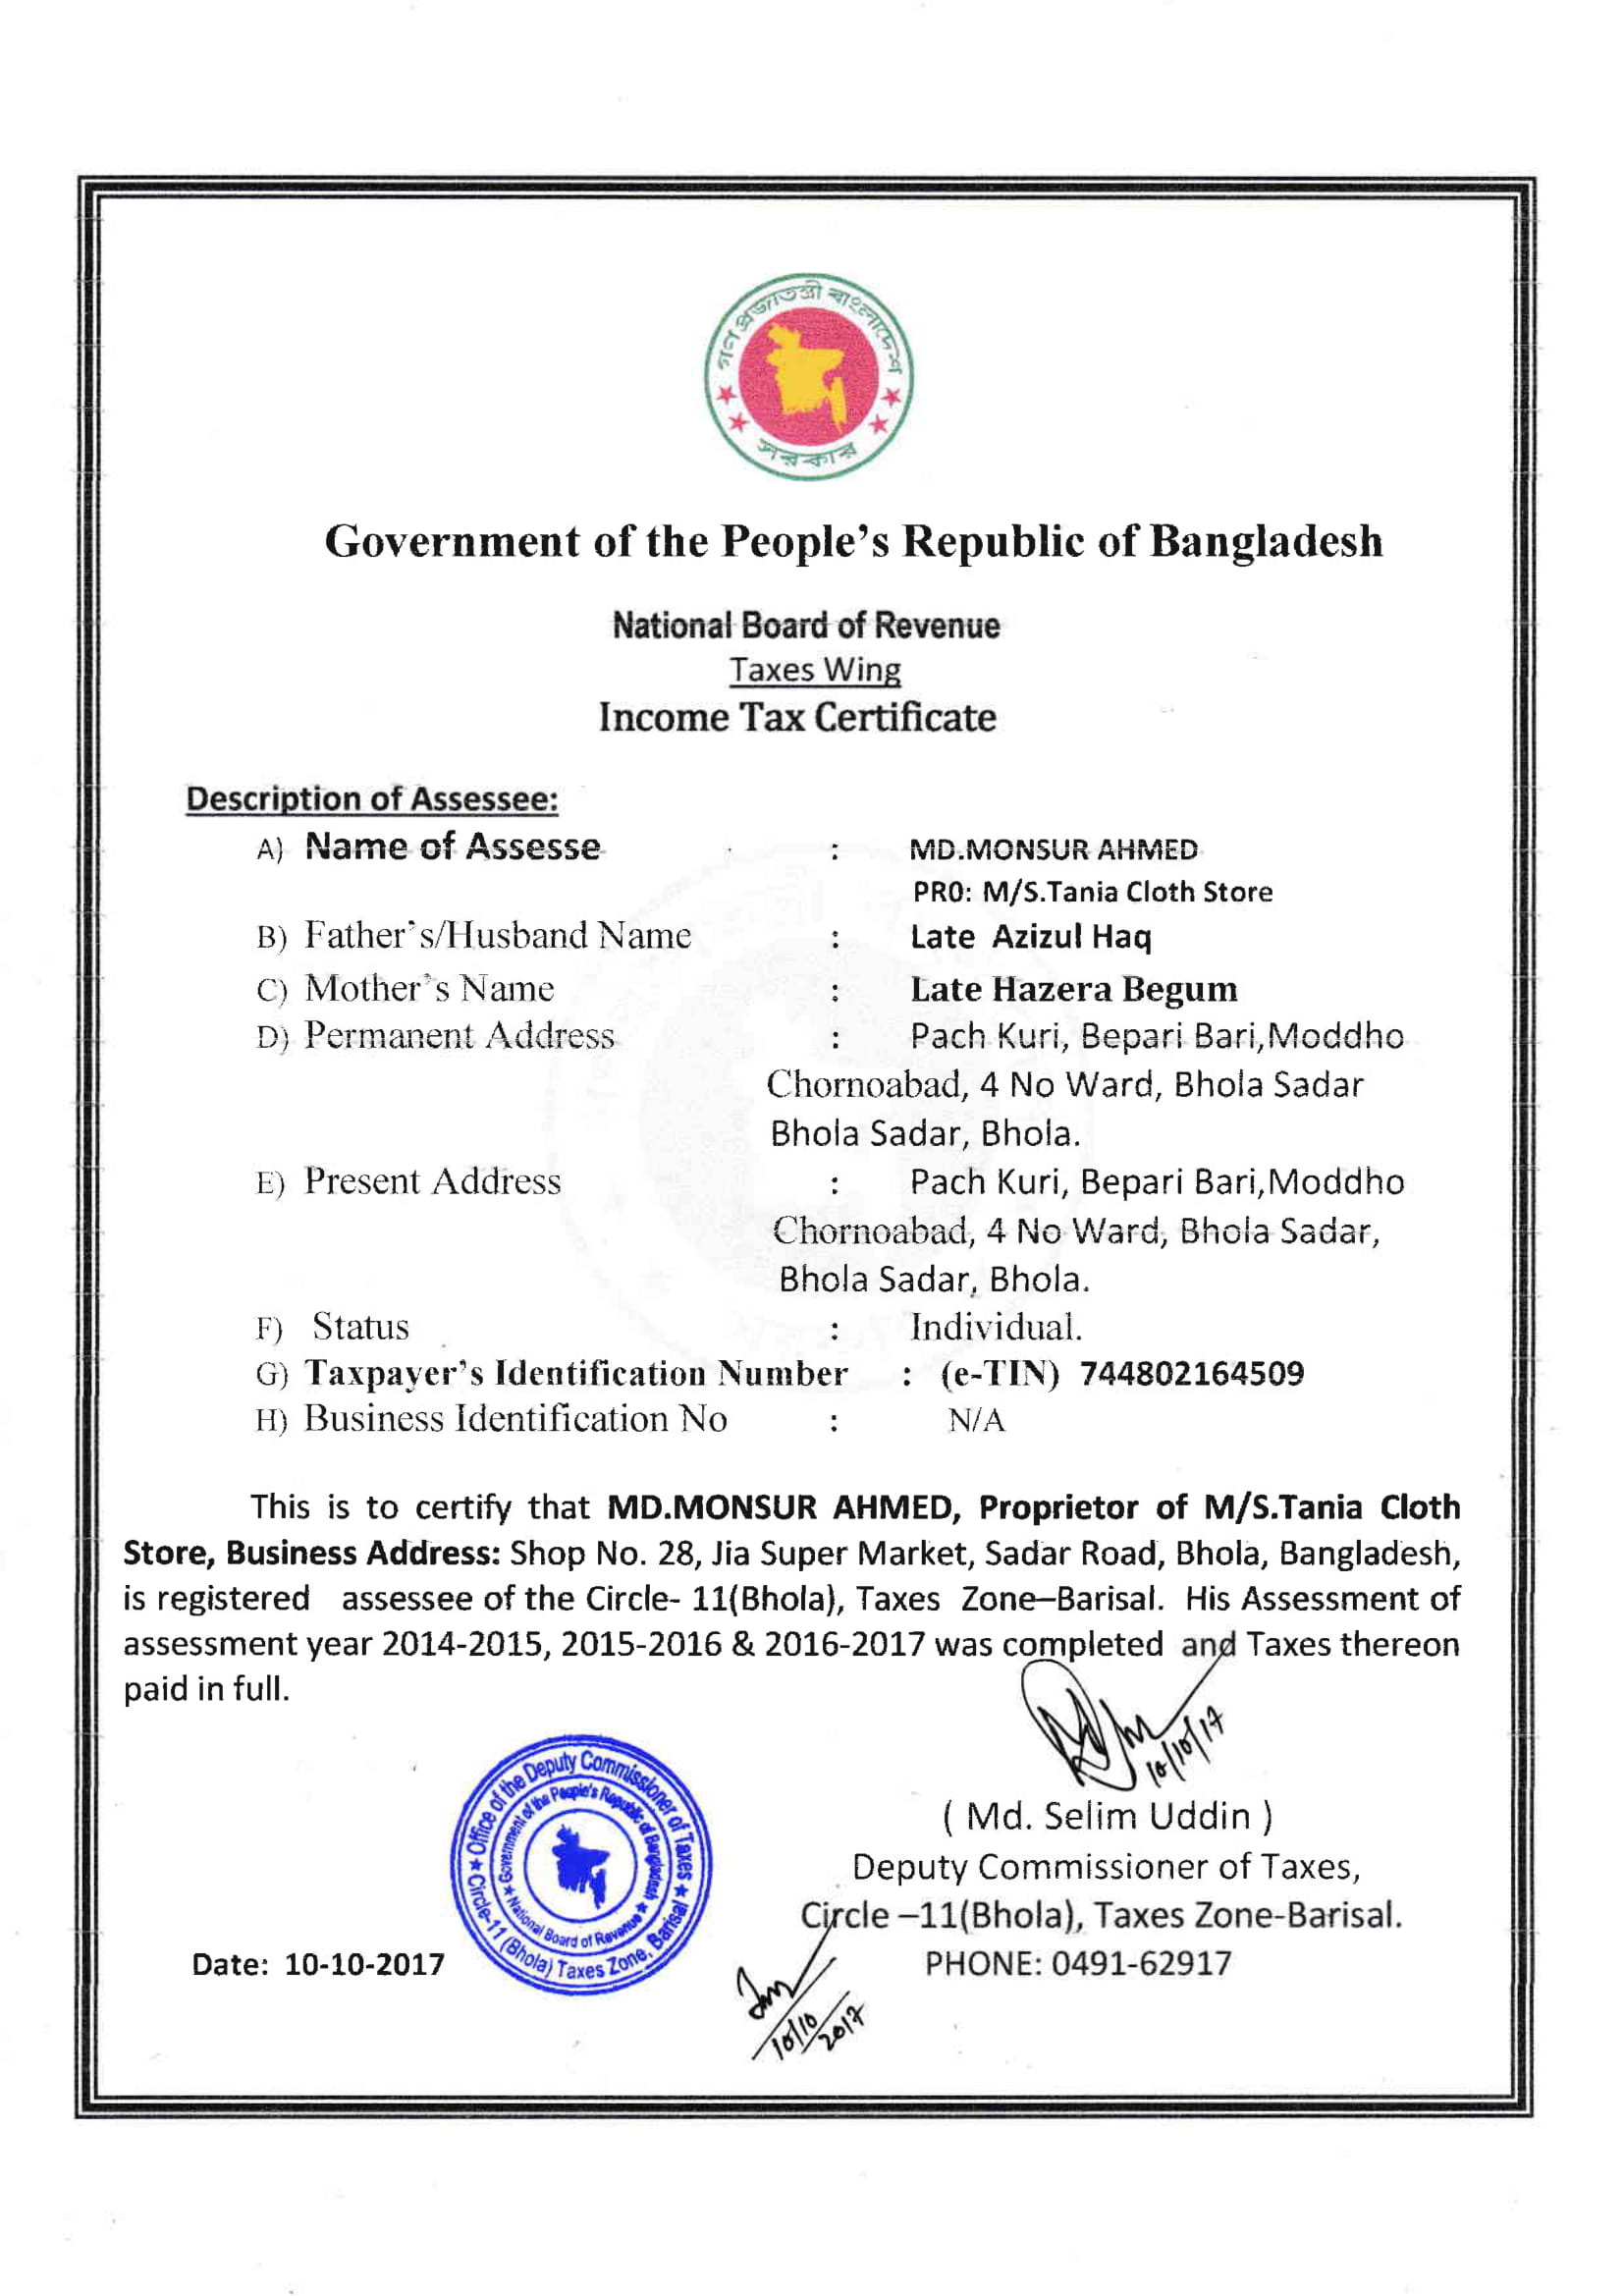 গণপ্রজাতন্ত্রী বাংলাদেশ
সরকার
Government of the People's Republic of Bangladesh
National Board of Revenue
Taxes Wing
Income Tax Certificate
Description of Assessee:
A) Name of Assesse : MD.MONSUR AHMED
PRO: M/S.Tania Cloth Store
B) Father's/Husband Name : Late Azizul Haq
C) Mother's Name : Late Hazera Begum
D) Permanent Address : Pach Kuri, Bepari Bari,Moddho
Chornoabad, 4 No Ward, Bhola Sadar
Bhola Sadar, Bhola.
E) Present Address : Pach Kuri, Bepari Bari,Moddho
Chornoabad, 4 No Ward, Bhola Sadar,
Bhola Sadar, Bhola.
F) Status : Individual.
G) Taxpayer's Identification Number : (e-TIN) 744802164509
H) Business Identification No : N/A
This is to certify that MD.MONSUR AHMED, Proprietor of M/S.Tania Cloth
Store, Business Address: Shop No. 28, Jia Super Market, Sadar Road, Bhola, Bangladesh,
is registered assessee of the Circle- 11(Bhola), Taxes Zone–Barisal. His Assessment of
assessment year 2014-2015, 2015-2016 & 2016-2017 was completed and Taxes thereon
paid in full.
10/10/17
Office of the Deputy Commissioner of Taxes
Circle-11 (Bhola) Taxes Zone, Barisal
Government of the People's Republic of Bangladesh
National Board of Revenue
( Md. Selim Uddin )
Deputy Commissioner of Taxes,
Circle –11(Bhola), Taxes Zone-Barisal.
Date: 10-10-2017
PHONE: 0491-62917
10/10/2017